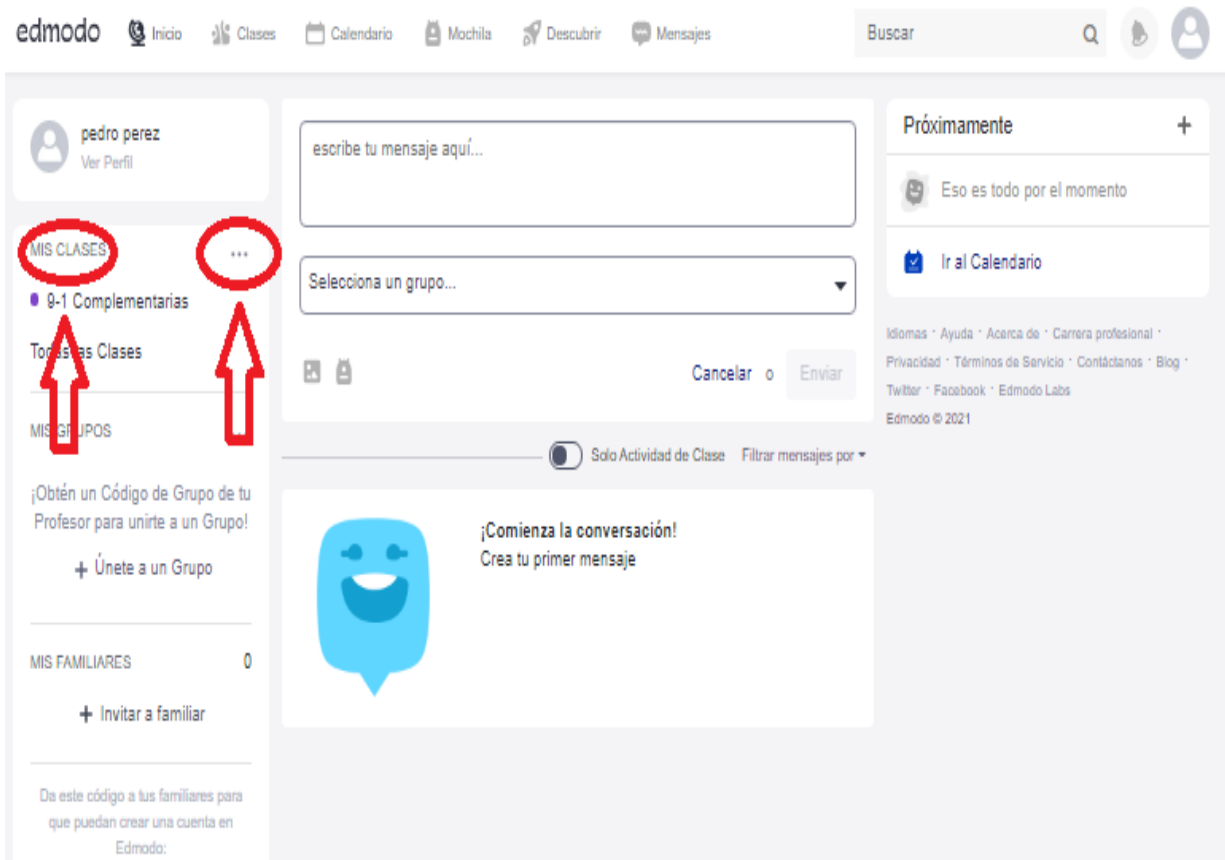 edmodo Inicio Clases Calendario Mochila Descubrir Mensajes Buscar
pedro perez
Ver Perfil
MIS CLASES ...
9-1 Complementarias
Todas las Clases
MIS GRUPOS
¡Obtén un Código de Grupo de tu
Profesor para unirte a un Grupo!
+ Únete a un Grupo
MIS FAMILIARES 0
+ Invitar a familiar
Da este código a tus familiares para
que puedan crear una cuenta en
Edmodo:
escribe tu mensaje aquí...
Selecciona un grupo...
Cancelar o Enviar
Solo Actividad de Clase Filtrar mensajes por
¡Comienza la conversación!
Crea tu primer mensaje
Próximamente +
Eso es todo por el momento
Ir al Calendario
Idiomas · Ayuda · Acerca de · Carrera profesional ·
Privacidad · Términos de Servicio · Contáctanos · Blog ·
Twitter · Facebook · Edmodo Labs
Edmodo © 2021